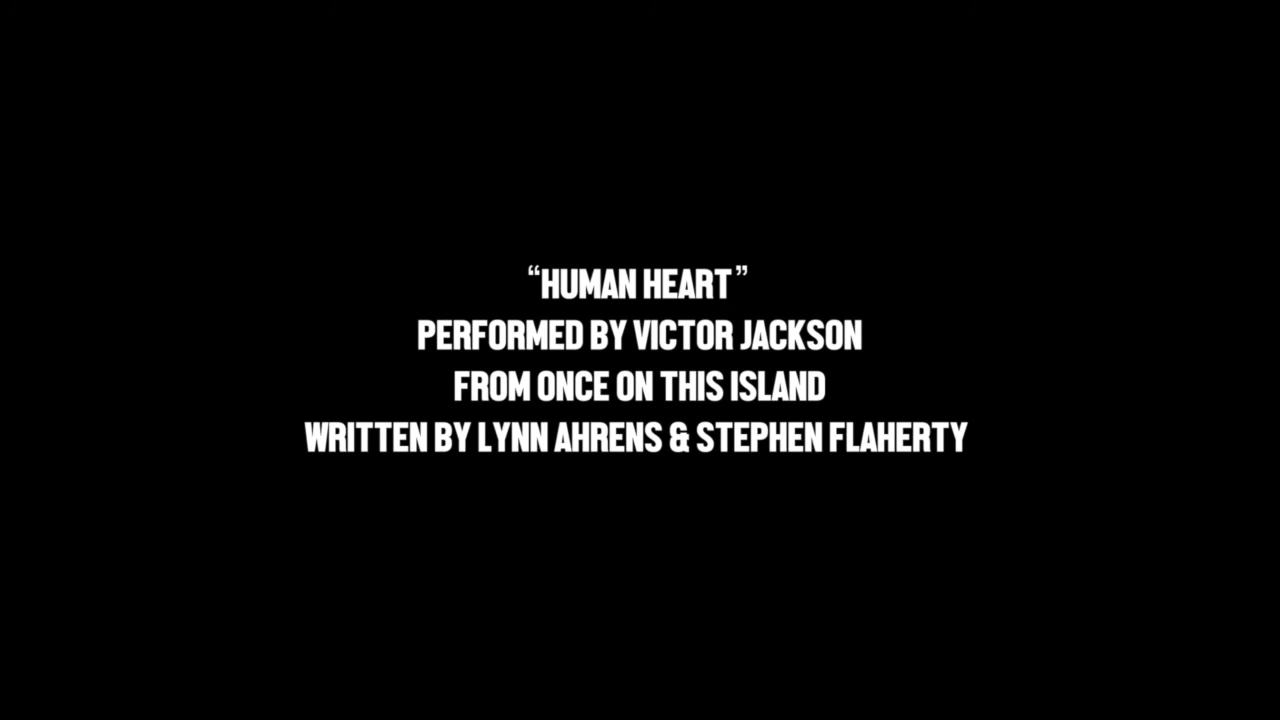 “HUMAN HEART”
PERFORMED BY VICTOR JACKSON
FROM ONCE ON THIS ISLAND
WRITTEN BY LYNN AHRENS & STEPHEN FLAHERTY